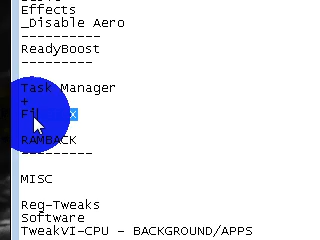 Effects
_Disable Aero
----------
ReadyBoost
---------
Task Manager
+
RAMBACK
---------
MISC
Reg-Tweaks
Software
TweakVI-CPU - BACKGROUND/APPS